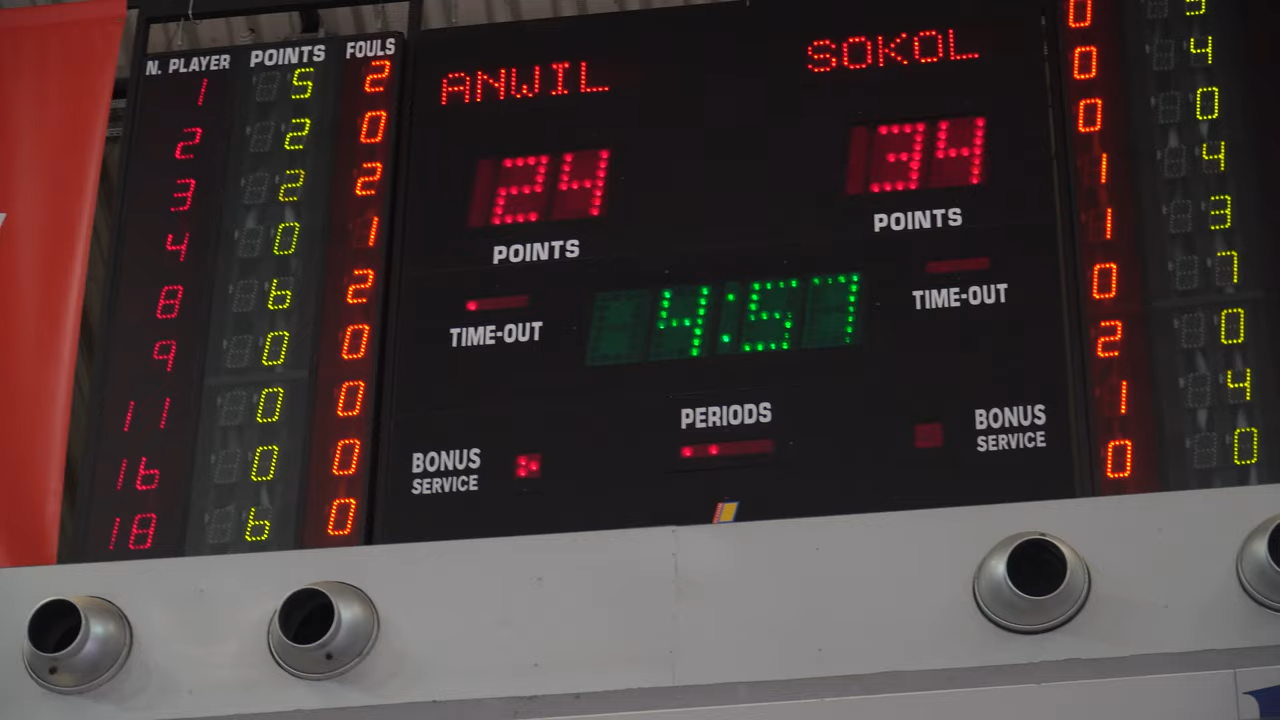 N. PLAYER POINTS FOULS
1 5 2
2 2 0
3 2 2
4 0 1
8 6 2
9 0 0
11 0 0
16 0 0
18 6 0
ANWIL
SOKOL
24
34
POINTS
POINTS
TIME-OUT
4:57
TIME-OUT
PERIODS
BONUS
SERVICE
BONUS
SERVICE
0
0 4
0 0
1 4
1 3
0 7
2 0
1 4
0 0